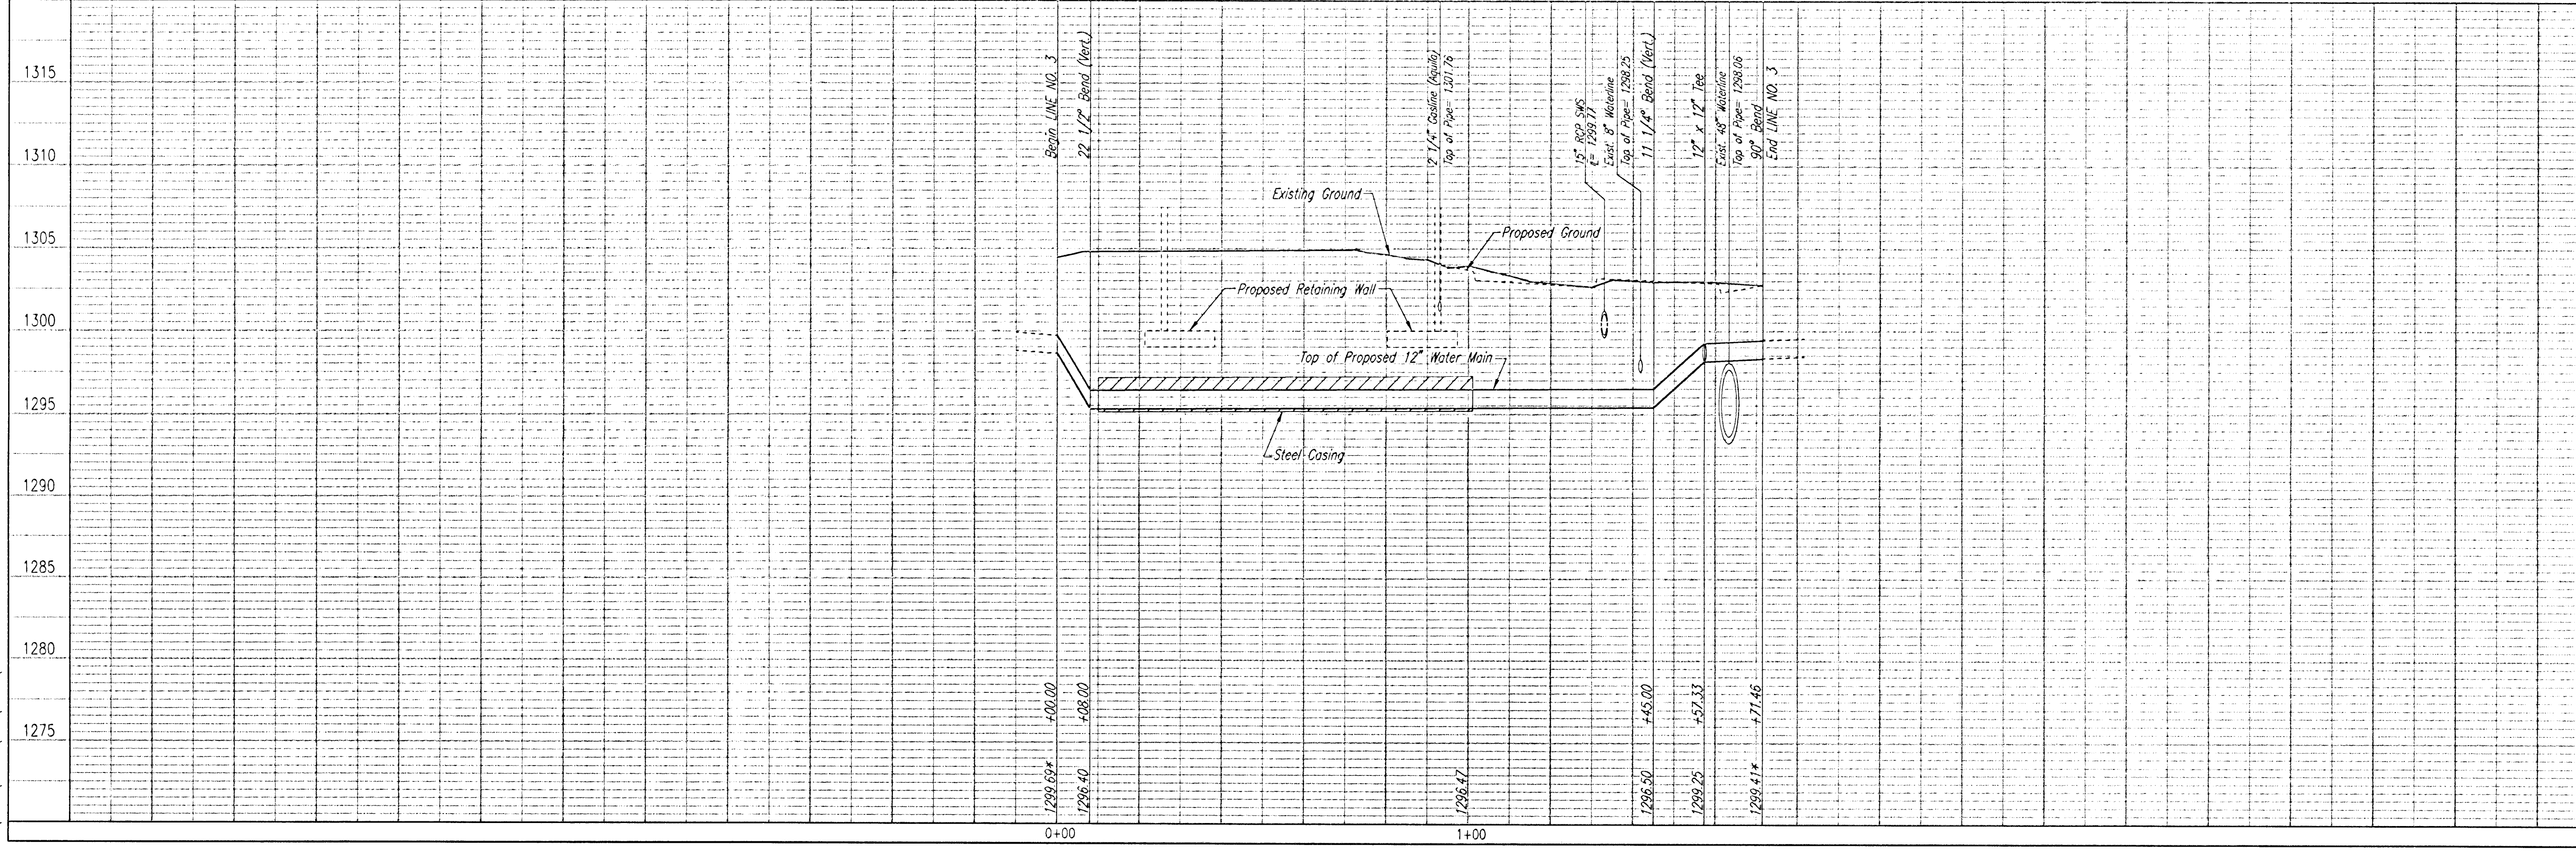 1315
1310
1305
1300
1295
1290
1285
1280
1275
Begin LINE NO. 3
22 1/2° Bend (Vert.)
2 1/4" Gasline (Aquila)
Top of Pipe= 1301.76
15" RCP SWS
Exist. 8" Waterline
Top of Pipe= 1298.25
11 1/4° Bend (Vert.)
12" x 12" Tee
Exist. 48" Waterline
Top of Pipe= 1298.06
90° Bend
End LINE NO. 3
Existing Ground
Proposed Ground
Proposed Retaining Wall
Top of Proposed 12" Water Main
Steel Casing
+00.00
+08.00
+45.00
+57.33
+71.46
1299.69*
1296.40
1296.47
1296.50
1299.25
1299.41*
0+00
1+00